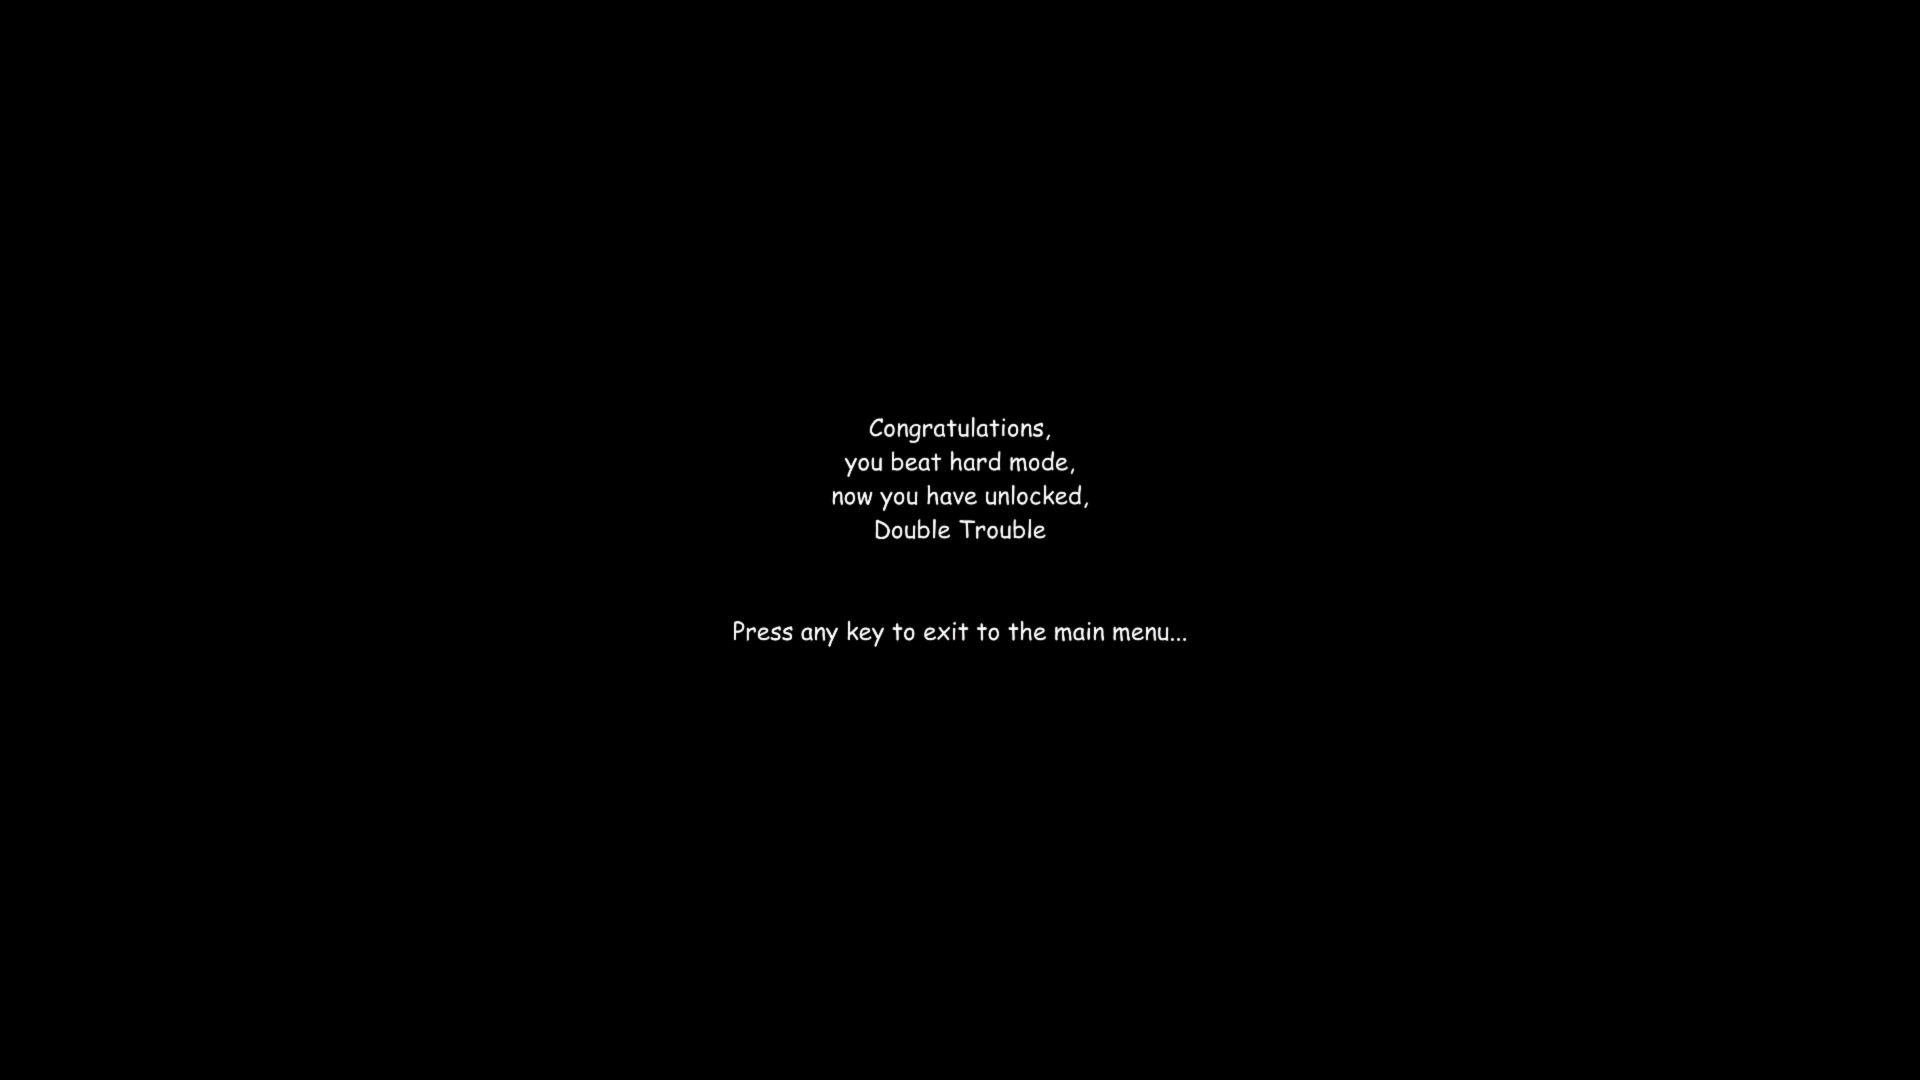 Congratulations,
you beat hard mode,
now you have unlocked,
Double Trouble
Press any key to exit to the main menu...